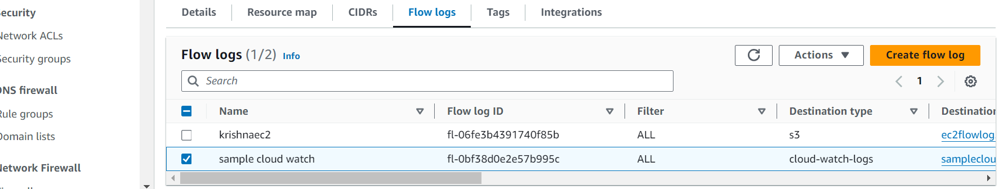 ecurity
Network ACLs
Security groups
DNS firewall
Rule groups
Domain lists
Network Firewall
Details Resource map CIDRs Flow logs Tags Integrations
Flow logs (1/2) Info
Actions
Create flow log
Search
1
Name Flow log ID Filter Destination type Destination
krishnaec2 fl-06fe3b4391740f85b ALL s3 ec2flowlog
sample cloud watch fl-0bf38d0e2e57b995c ALL cloud-watch-logs sampleclou